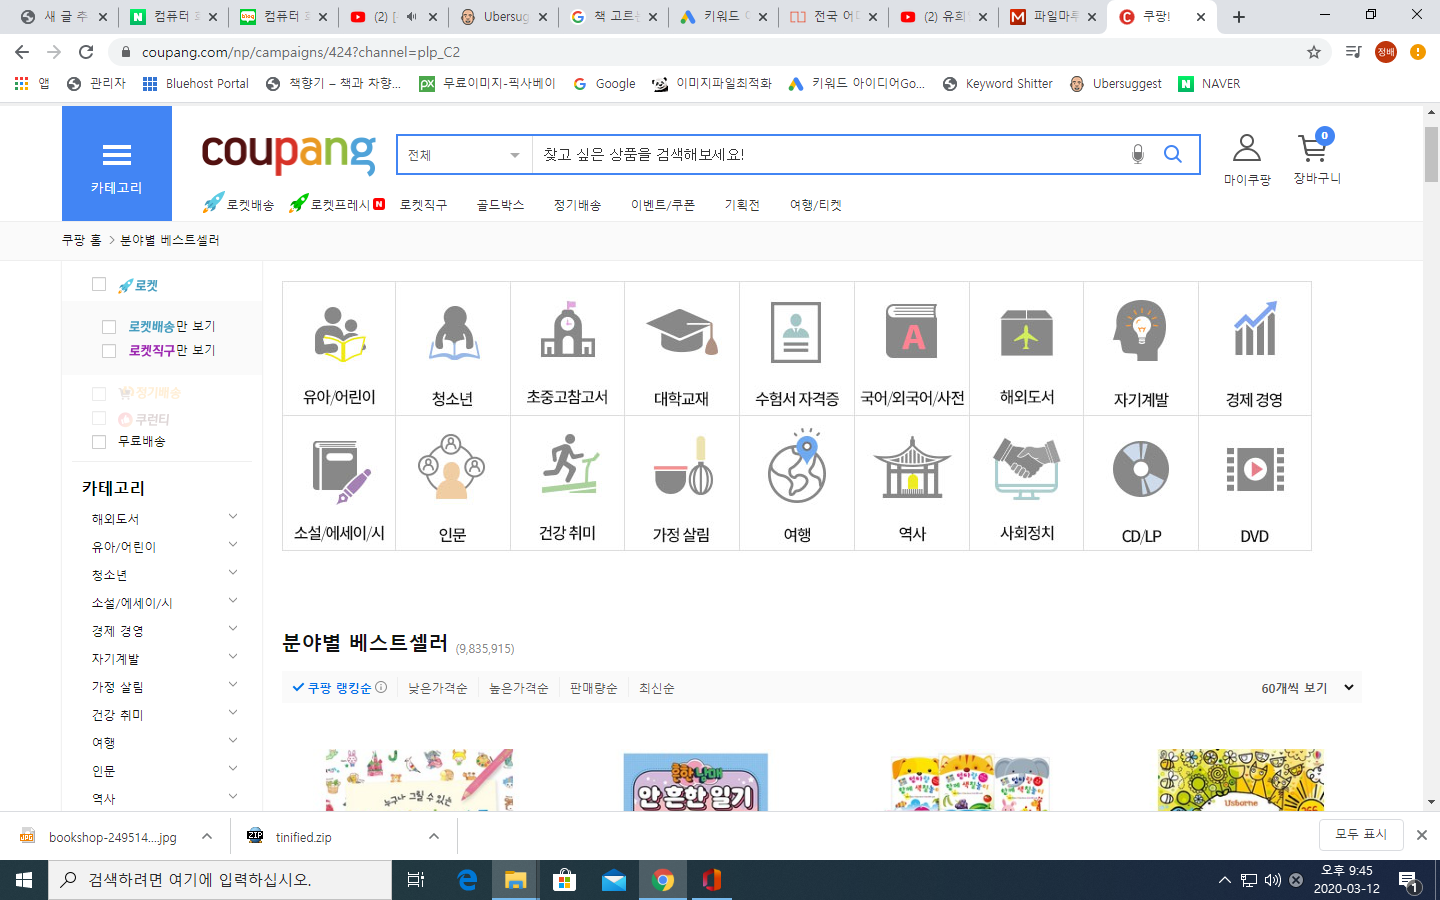 새 글 추
컴퓨터 프
컴퓨터 프
(2) [
Ubersug
책 고르
키워드
전국 어
(2) 유희
파일마루
쿠팡!
coupang.com/np/campaigns/424?channel=plp_C2
정배
앱
관리자
Bluehost Portal
책향기 – 책과 차향...
무료이미지-픽사베이
Google
이미지파일최적화
키워드 아이디어Go...
Keyword Shitter
Ubersuggest
NAVER
카테고리
coupang
전체
찾고 싶은 상품을 검색해보세요!
마이쿠팡
0
장바구니
로켓배송
로켓프레시 N
로켓직구
골드박스
정기배송
이벤트/쿠폰
기획전
여행/티켓
쿠팡 홈 > 분야별 베스트셀러
로켓
로켓배송만 보기
로켓직구만 보기
정기배송
쿠런티
무료배송
카테고리
해외도서
유아/어린이
청소년
소설/에세이/시
경제 경영
자기계발
가정 살림
건강 취미
여행
인문
역사
유아/어린이
청소년
초중고참고서
대학교재
수험서 자격증
A
국어/외국어/사전
해외도서
자기계발
경제 경영
소설/에세이/시
인문
건강 취미
가정 살림
여행
역사
사회정치
CD/LP
DVD
분야별 베스트셀러 (9,835,915)
쿠팡 랭킹순
낮은가격순
높은가격순
판매량순
최신순
60개씩 보기
누구나 그릴 수 있는
흔한남매
안 흔한 일기
Usborne
bookshop-249514....jpg
ZIP
tinified.zip
모두 표시
검색하려면 여기에 입력하십시오.
오후 9:45
2020-03-12
1